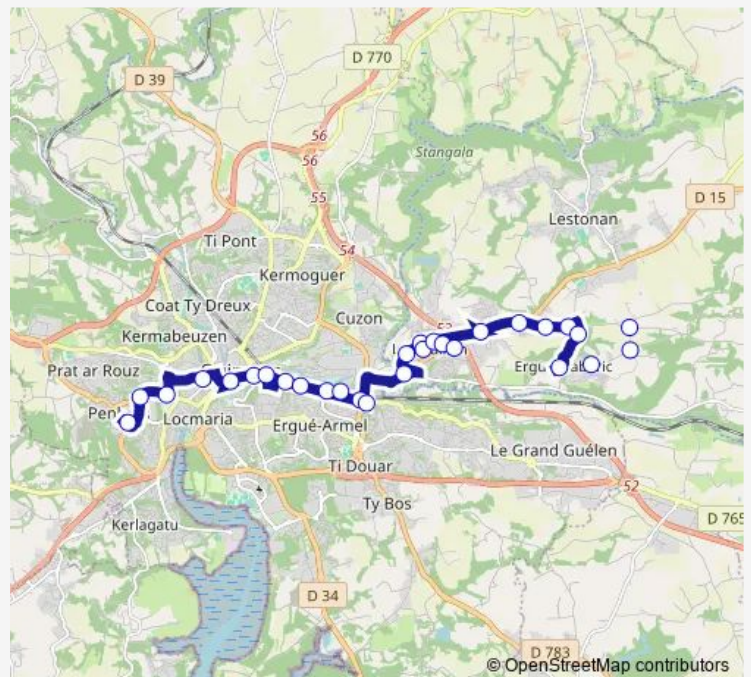 D 770
D 39
56
56
Stangala
55
D 15
Lestonan
Ti Pont
54
Kermoguer
Coat Ty Dreux
Cuzon
Kermabeuzen
Prat ar Rouz
Locmaria
Ergué-Armel
Le Grand Guélen
Ti Douar
52
Ty Bos
D 765
Kerlagatu
D 34
D 783
© OpenStreetMap contributors